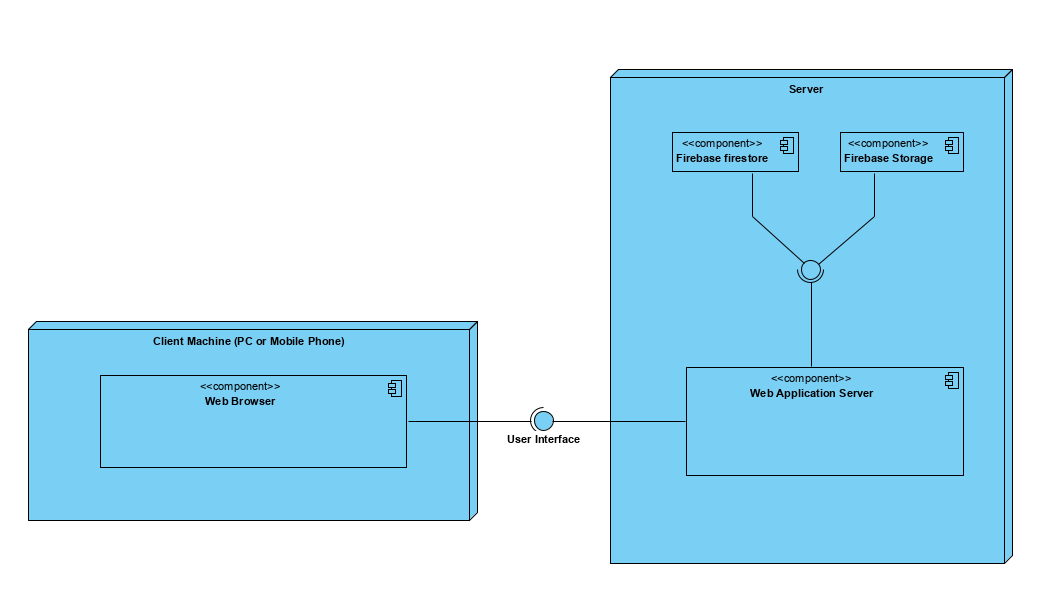 Server
<<component>>
Firebase firestore
<<component>>
Firebase Storage
Client Machine (PC or Mobile Phone)
<<component>>
Web Browser
User Interface
<<component>>
Web Application Server